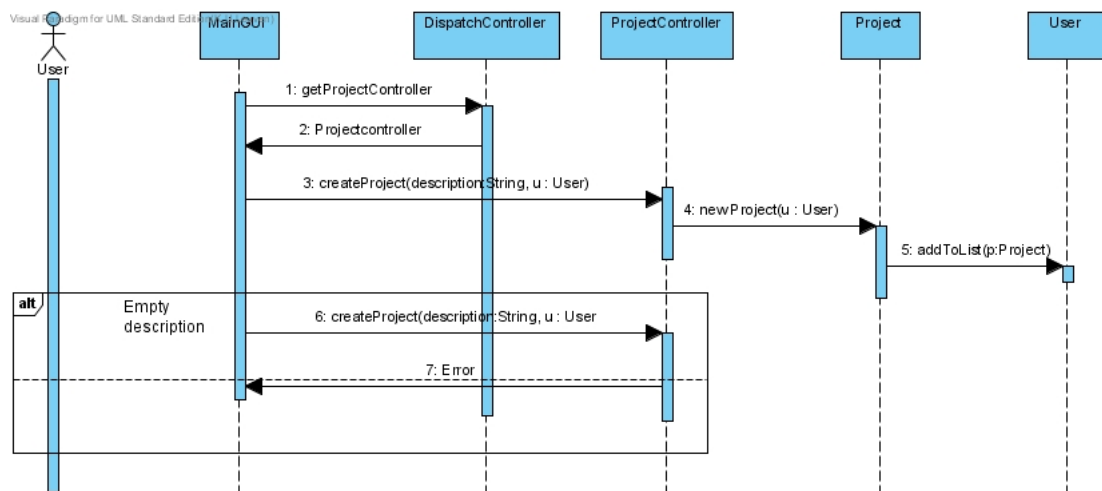 Visual Paradigm for UML Standard Edition
MainGUI
DispatchController
ProjectController
Project
User
User
1: getProjectController
2: Projectcontroller
3: createProject(description:String, u : User)
4: newProject(u : User)
5: addToList(p:Project)
alt
Empty
description
6: createProject(description:String, u : User
7: Error